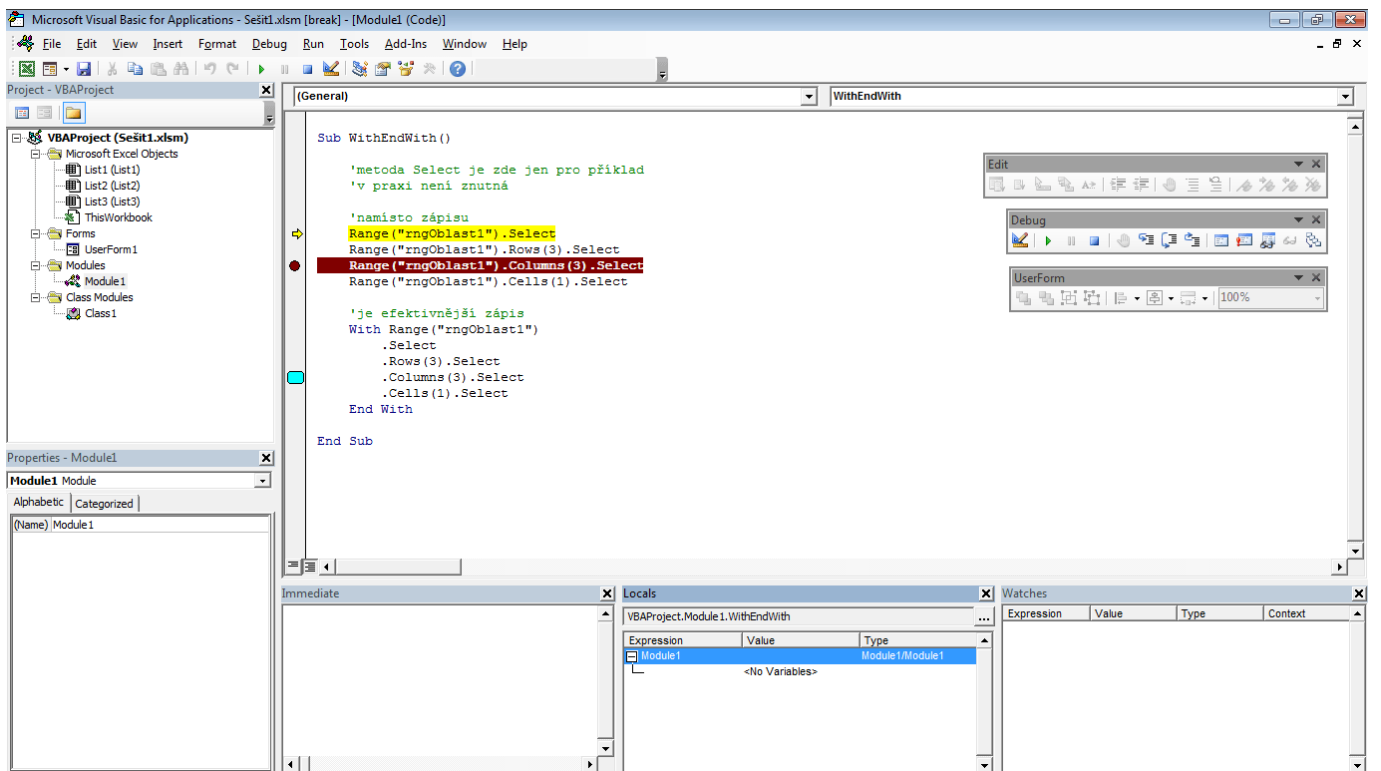 Microsoft Visual Basic for Applications - Sešit1.xlsm [break] - [Module1 (Code)]
File Edit View Insert Format Debug Run Tools Add-Ins Window Help
Project - VBAProject
VBAProject (Sešit1.xlsm)
Microsoft Excel Objects
List1 (List1)
List2 (List2)
List3 (List3)
ThisWorkbook
Forms
UserForm1
Modules
Module1
Class Modules
Class1
Properties - Module1
Module1 Module
Alphabetic Categorized
(Name) Module1
(General) WithEndWith
Sub WithEndWith()
'metoda Select je zde jen pro příklad
'v praxi není znutná
'namísto zápisu
Range("rngOblast1").Select
Range("rngOblast1").Rows(3).Select
Range("rngOblast1").Columns(3).Select
Range("rngOblast1").Cells(1).Select
'je efektivnější zápis
With Range("rngOblast1")
.Select
.Rows(3).Select
.Columns(3).Select
.Cells(1).Select
End With
End Sub
Edit
Debug
UserForm
100%
Immediate
Locals
VBAProject.Module1.WithEndWith
...
Expression Value Type
Module1 Module1/Module1
<No Variables>
Watches
Expression Value Type Context